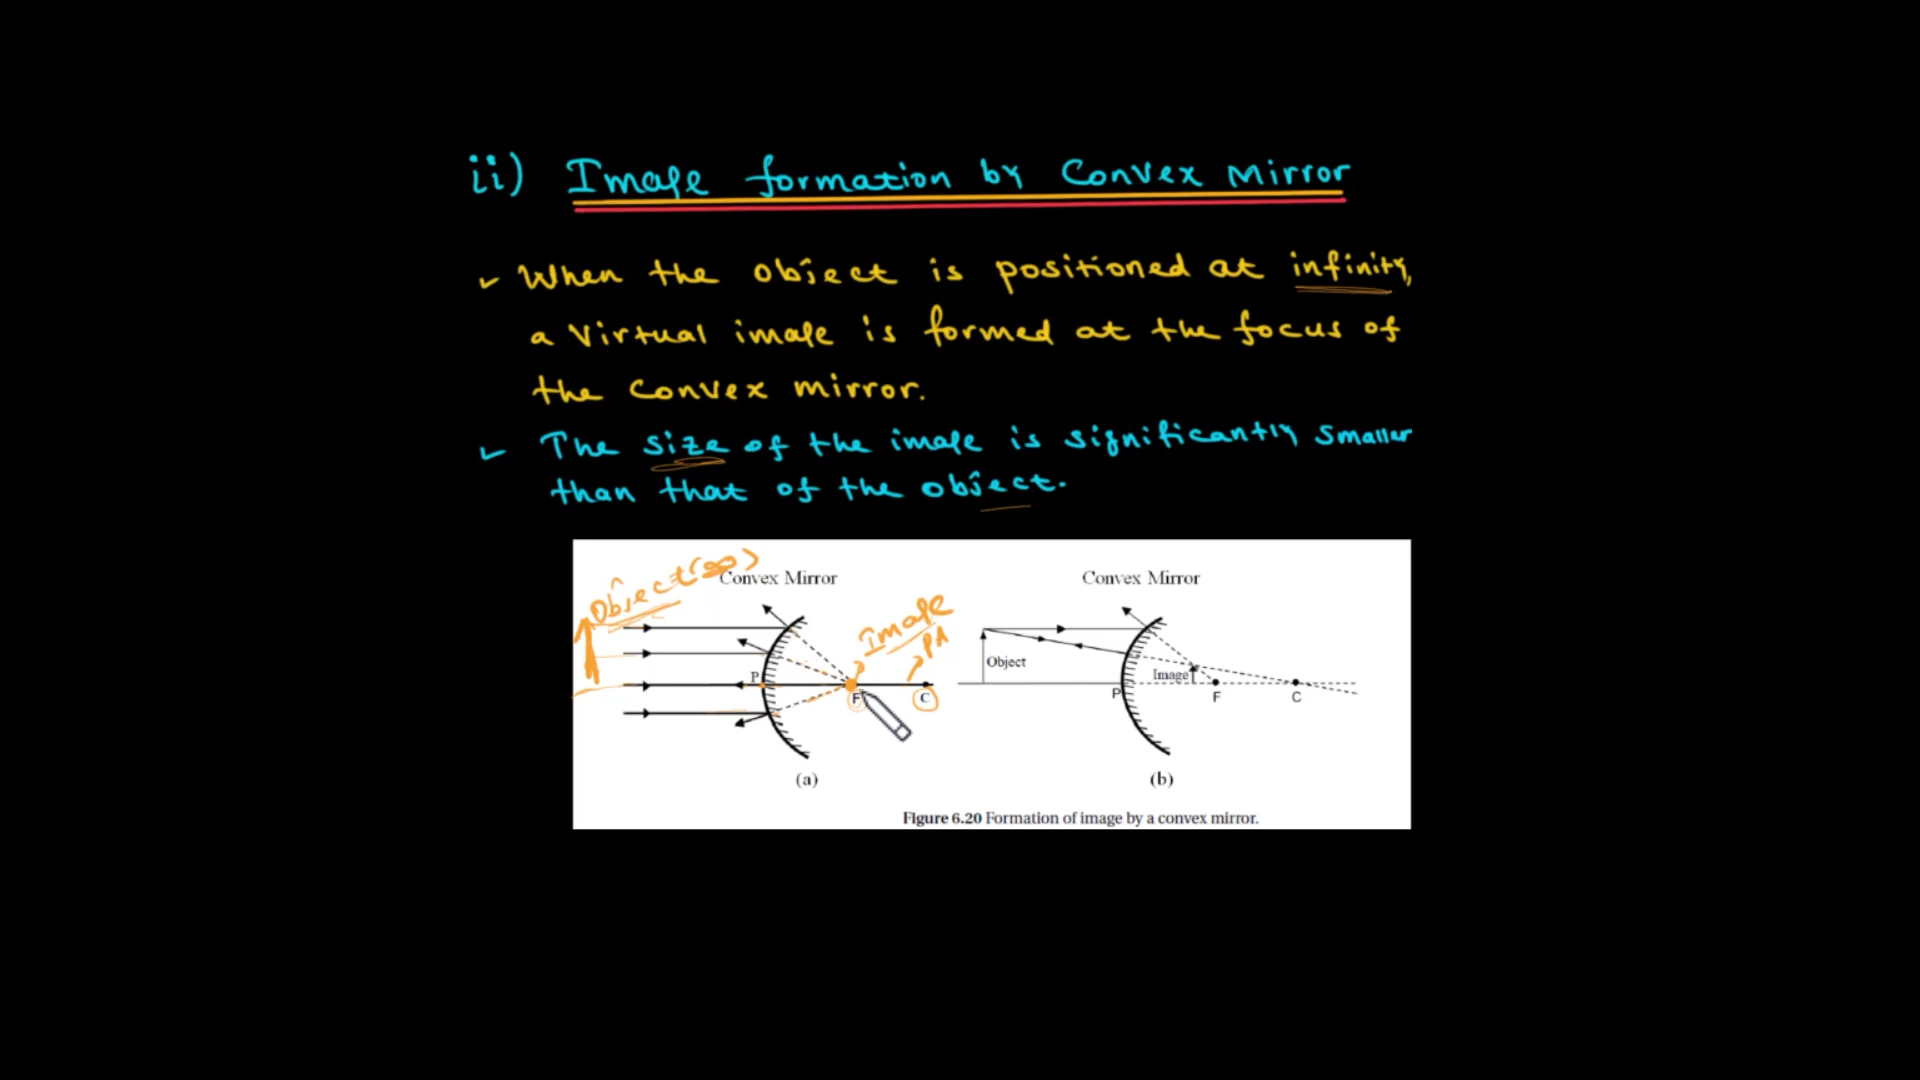 ii) Image formation by Convex Mirror
When the object is positioned at infinity,
a virtual image is formed at the focus of
the convex mirror.
The size of the image is significantly smaller
than that of the object.
Object (∞)
Convex Mirror
Image
PA
P
F
C
(a)
Convex Mirror
Object
Image
P
F
C
(b)
Figure 6.20 Formation of image by a convex mirror.